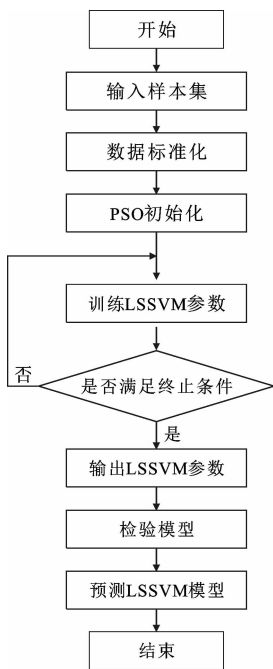 开始
输入样本集
数据标准化
PSO初始化
训练LSSVM参数
是否满足终止条件
否
是
输出LSSVM参数
检验模型
预测LSSVM模型
结束